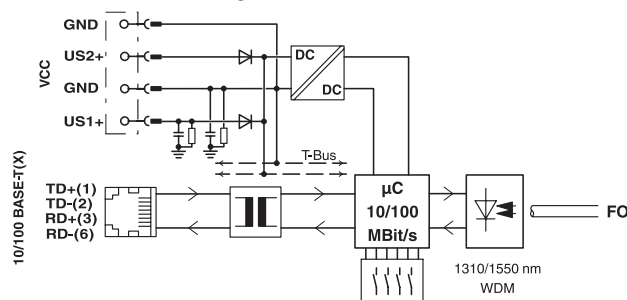 GND
US2+
GND
US1+
VCC
DC
DC
T-Bus
10/100 BASE-T(X)
TD+(1)
TD-(2)
RD+(3)
RD-(6)
µC
10/100
MBit/s
FO
1310/1550 nm
WDM